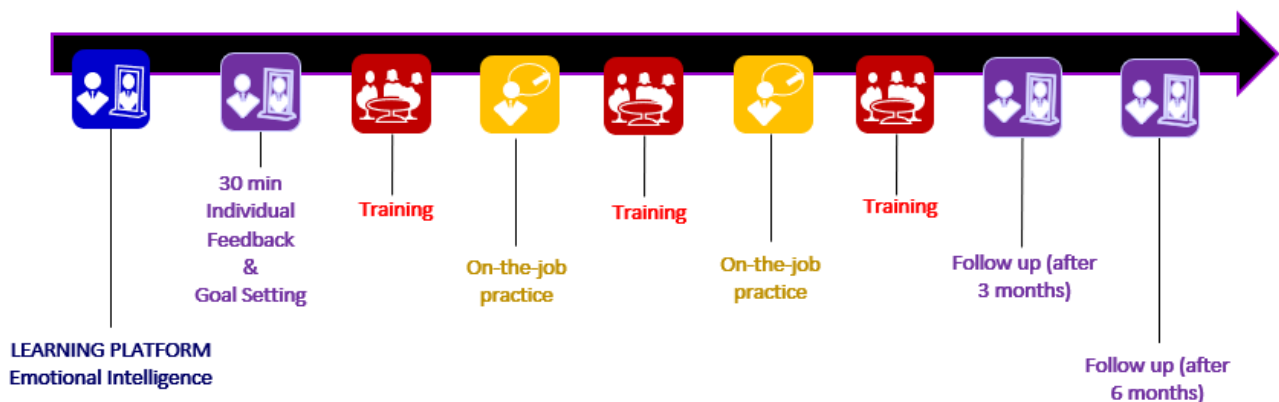 LEARNING PLATFORM
Emotional Intelligence
30 min
Individual
Feedback
&
Goal Setting
Training
On-the-job
practice
Training
On-the-job
practice
Training
Follow up (after
3 months)
Follow up (after
6 months)